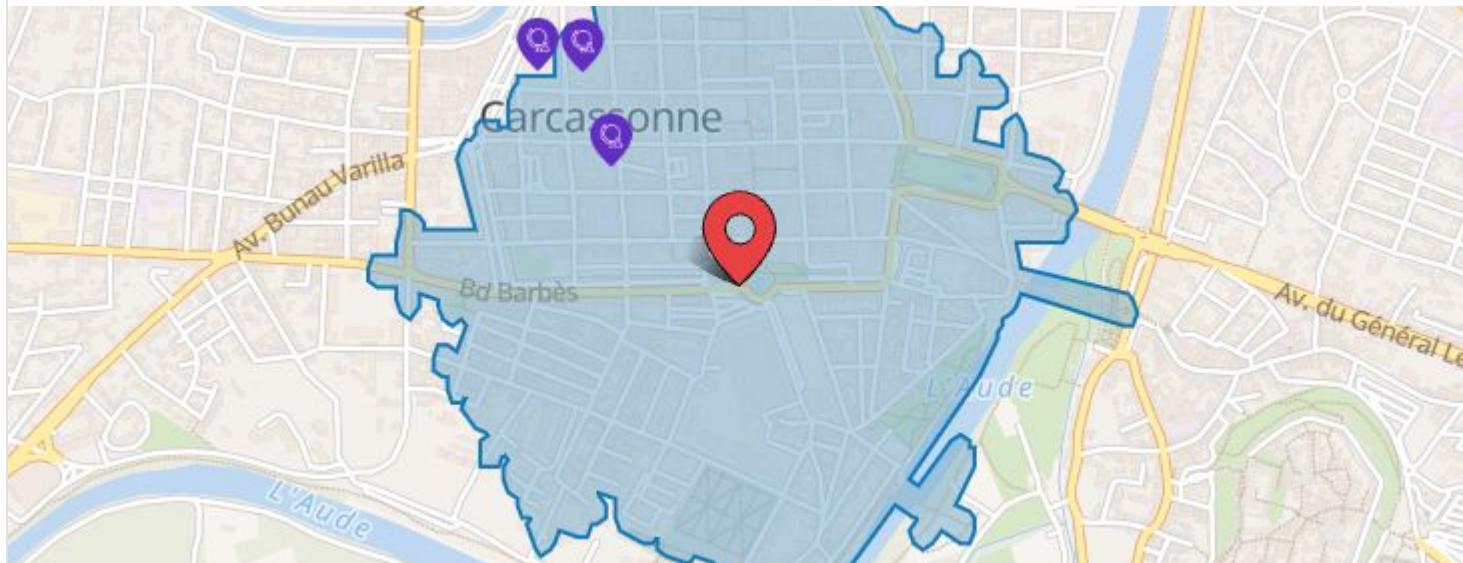 Carcassonne
Av. Bunau Varilla
Bd Barbès
Av. du Général Le
L'Aude
L'Aude